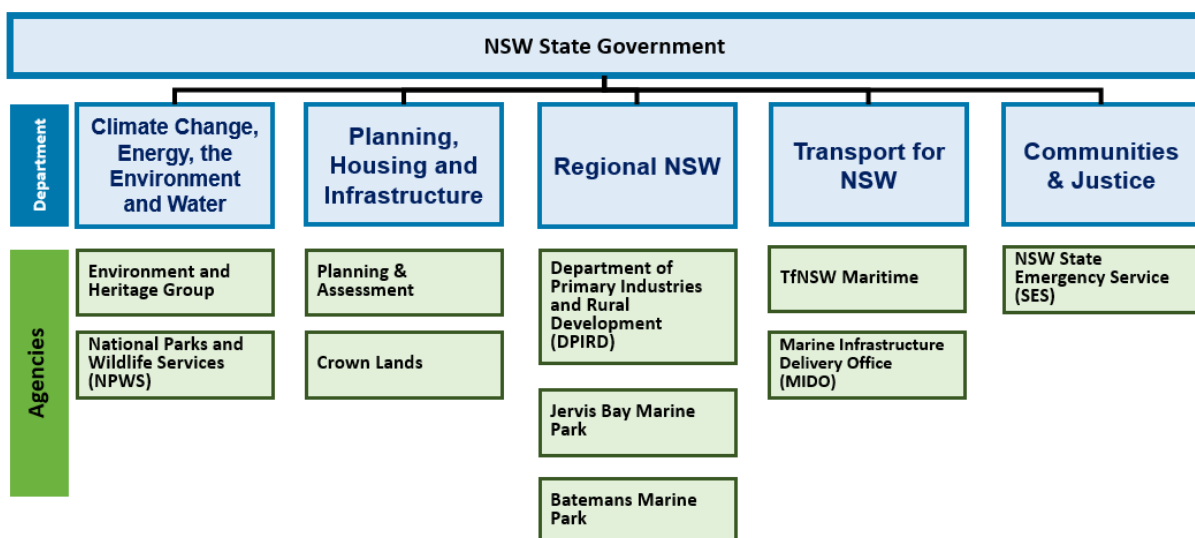 NSW State Government
Department
Climate Change,
Energy, the
Environment
and Water
Planning,
Housing and
Infrastructure
Regional NSW
Transport for
NSW
Communities
& Justice
Agencies
Environment and
Heritage Group
National Parks and
Wildlife Services
(NPWS)
Planning &
Assessment
Crown Lands
Department of
Primary Industries
and Rural
Development
(DPIRD)
Jervis Bay Marine
Park
Batemans Marine
Park
TfNSW Maritime
Marine Infrastructure
Delivery Office
(MIDO)
NSW State
Emergency Service
(SES)